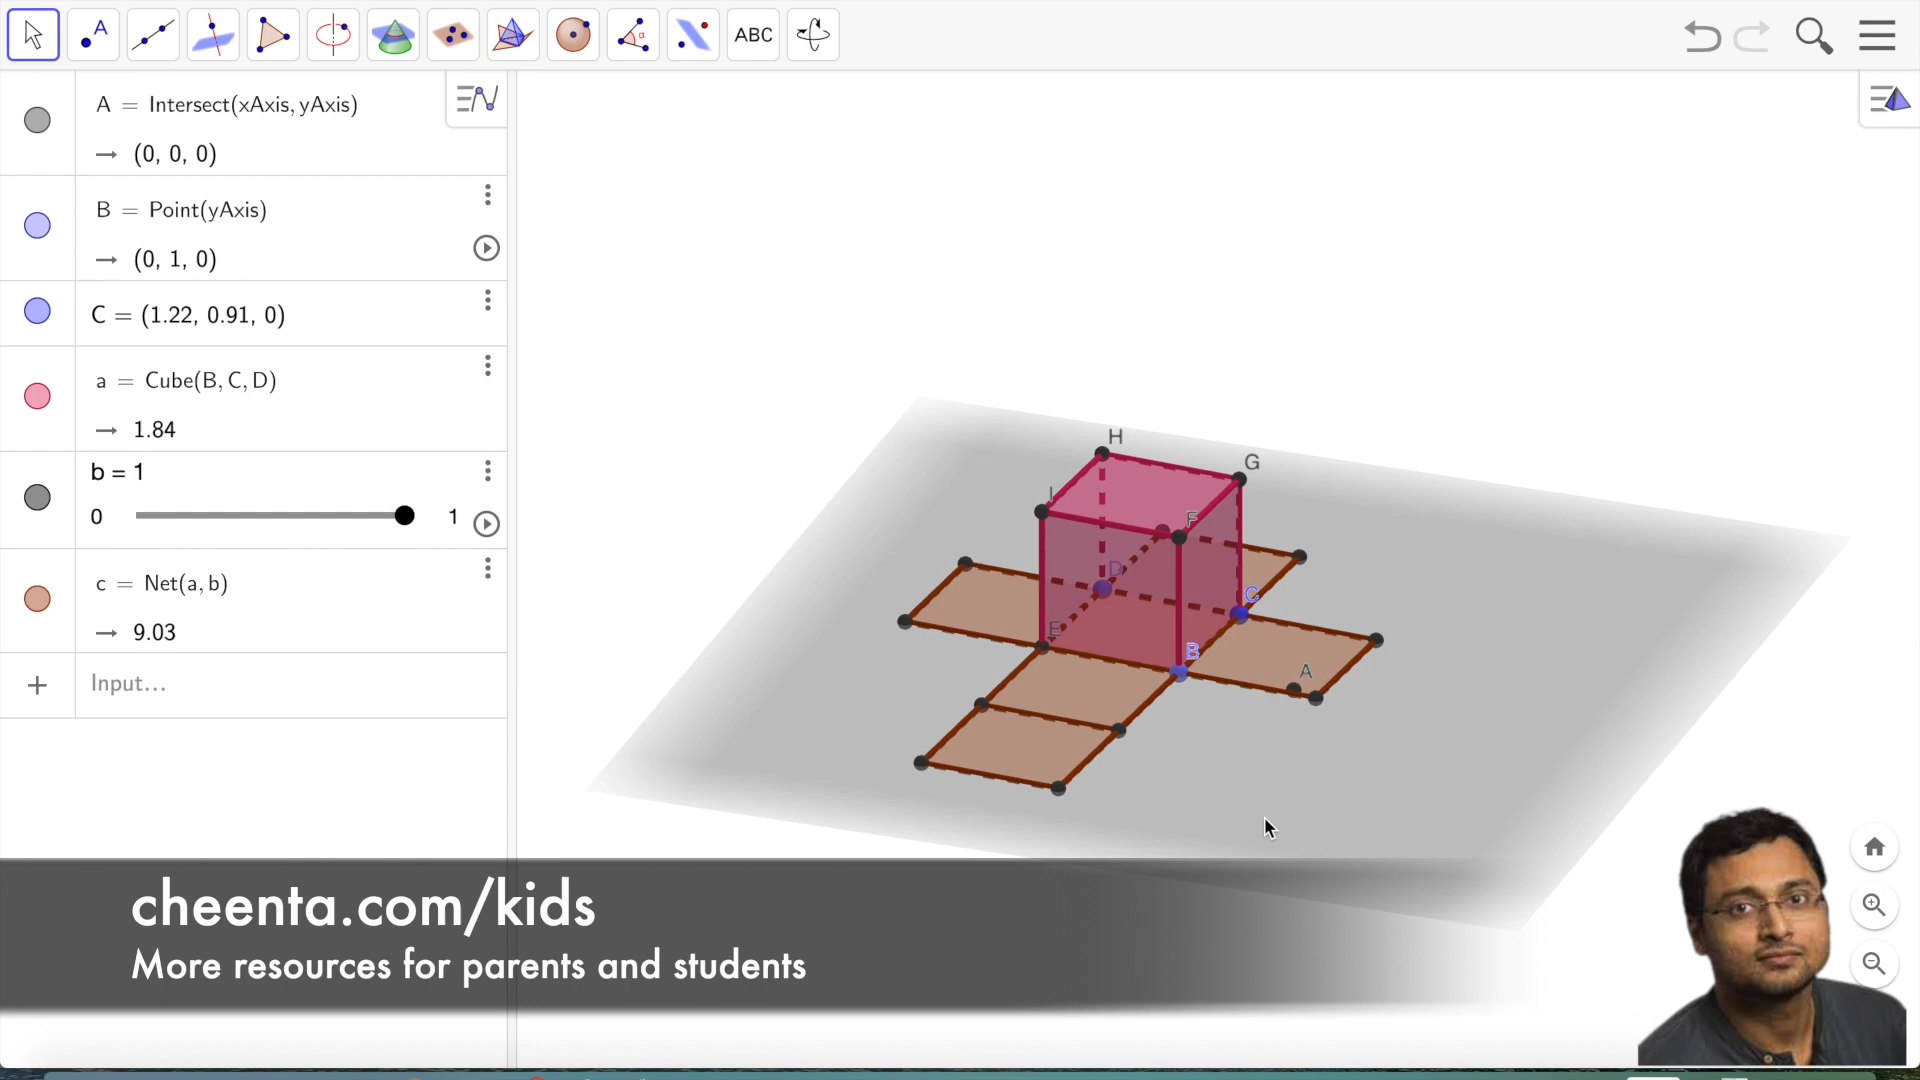 ABC
A = Intersect(xAxis, yAxis)
→ (0, 0, 0)
B = Point(yAxis)
→ (0, 1, 0)
C = (1.22, 0.91, 0)
a = Cube(B, C, D)
→ 1.84
b = 1
0 1
c = Net(a, b)
→ 9.03
+ Input...
α
A
H
G
I
F
D
C
E
B
A
cheenta.com/kids
More resources for parents and students